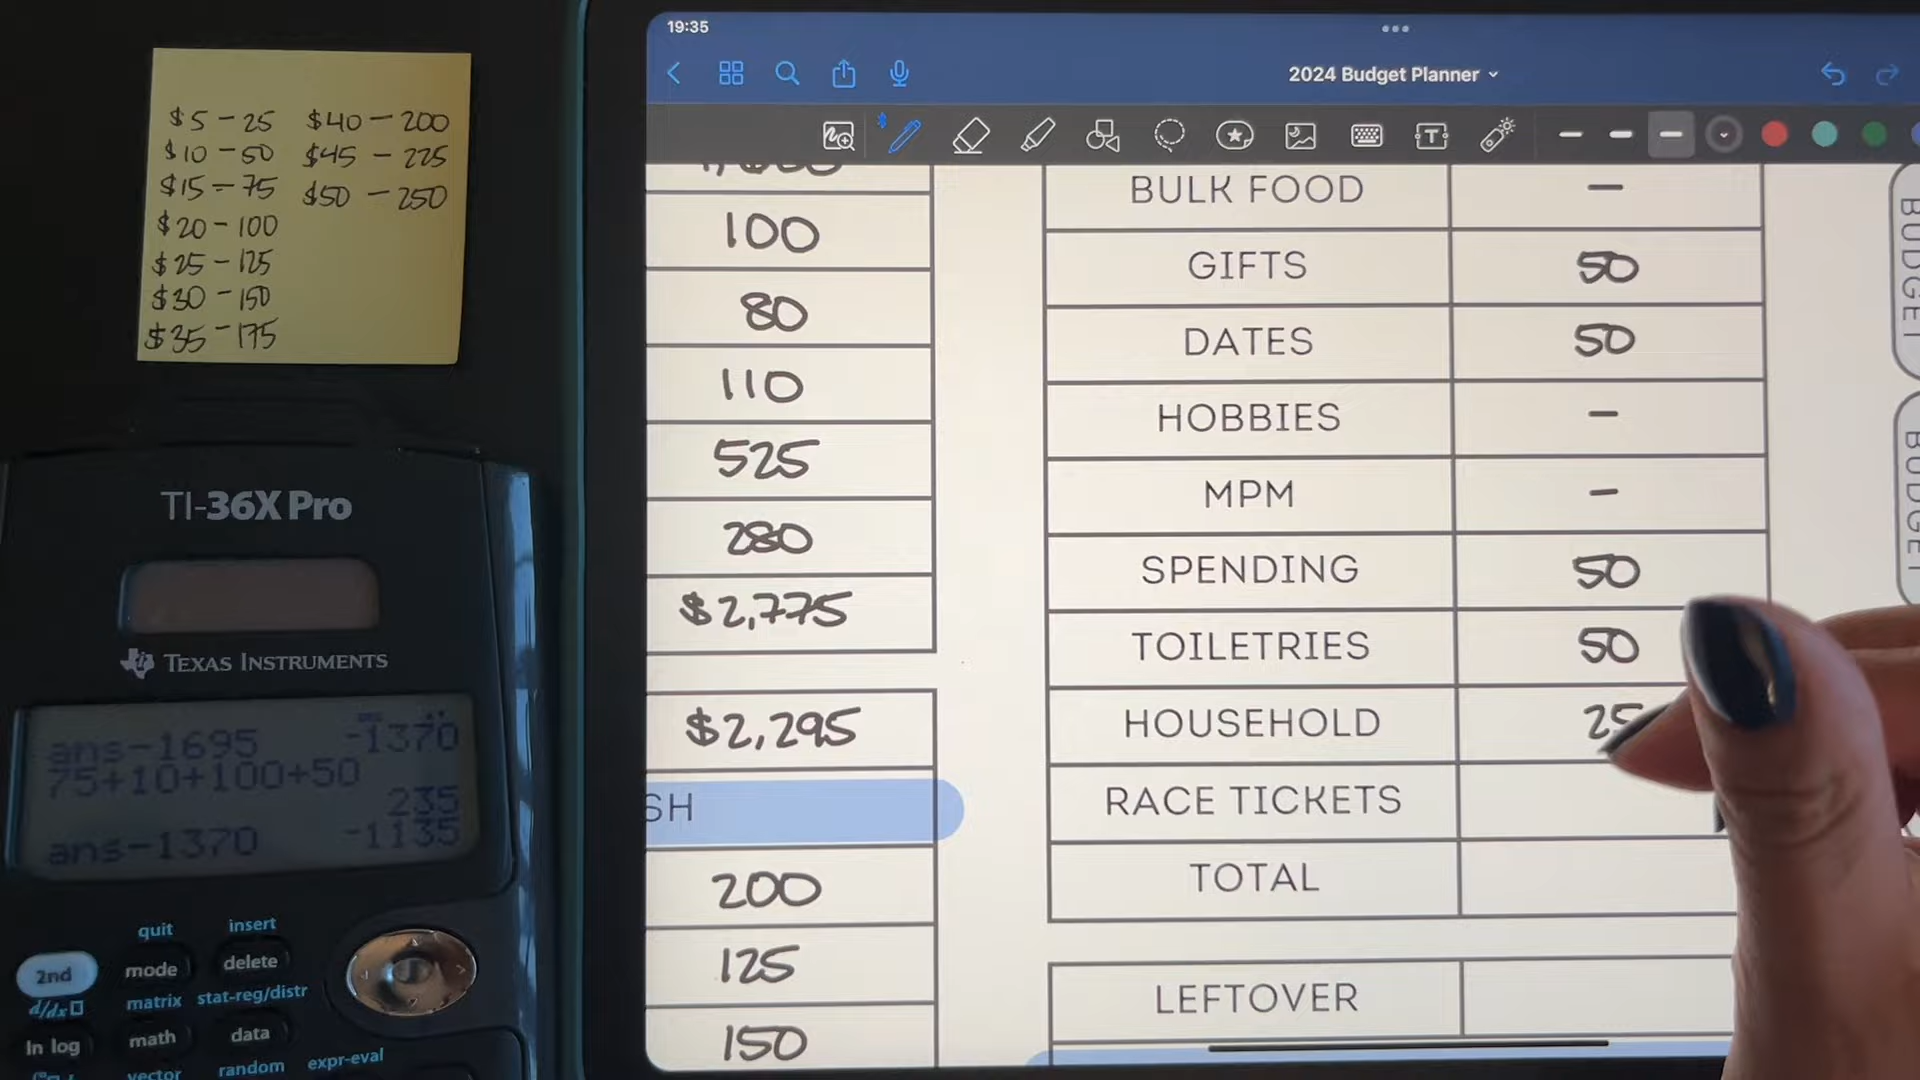 $5 - 25 $40 - 200
$10 - 50 $45 - 225
$15 - 75 $50 - 250
$20 - 100
$25 - 125
$30 - 150
$35 - 175
TI-36X Pro
TEXAS INSTRUMENTS
ans-1695 -1370
75+10+100+50
235
ans-1370 -1135
quit insert
2nd mode delete
d/dx matrix stat-reg/distr
ln log math data
vector random expr-eval
19:35
2024 Budget Planner
100
80
110
525
280
$2,775
$2,295
SH
200
125
150
BULK FOOD —
GIFTS 50
DATES 50
HOBBIES —
MPM —
SPENDING 50
TOILETRIES 50
HOUSEHOLD 25
RACE TICKETS
TOTAL
LEFTOVER
BUDGET
BUDGET